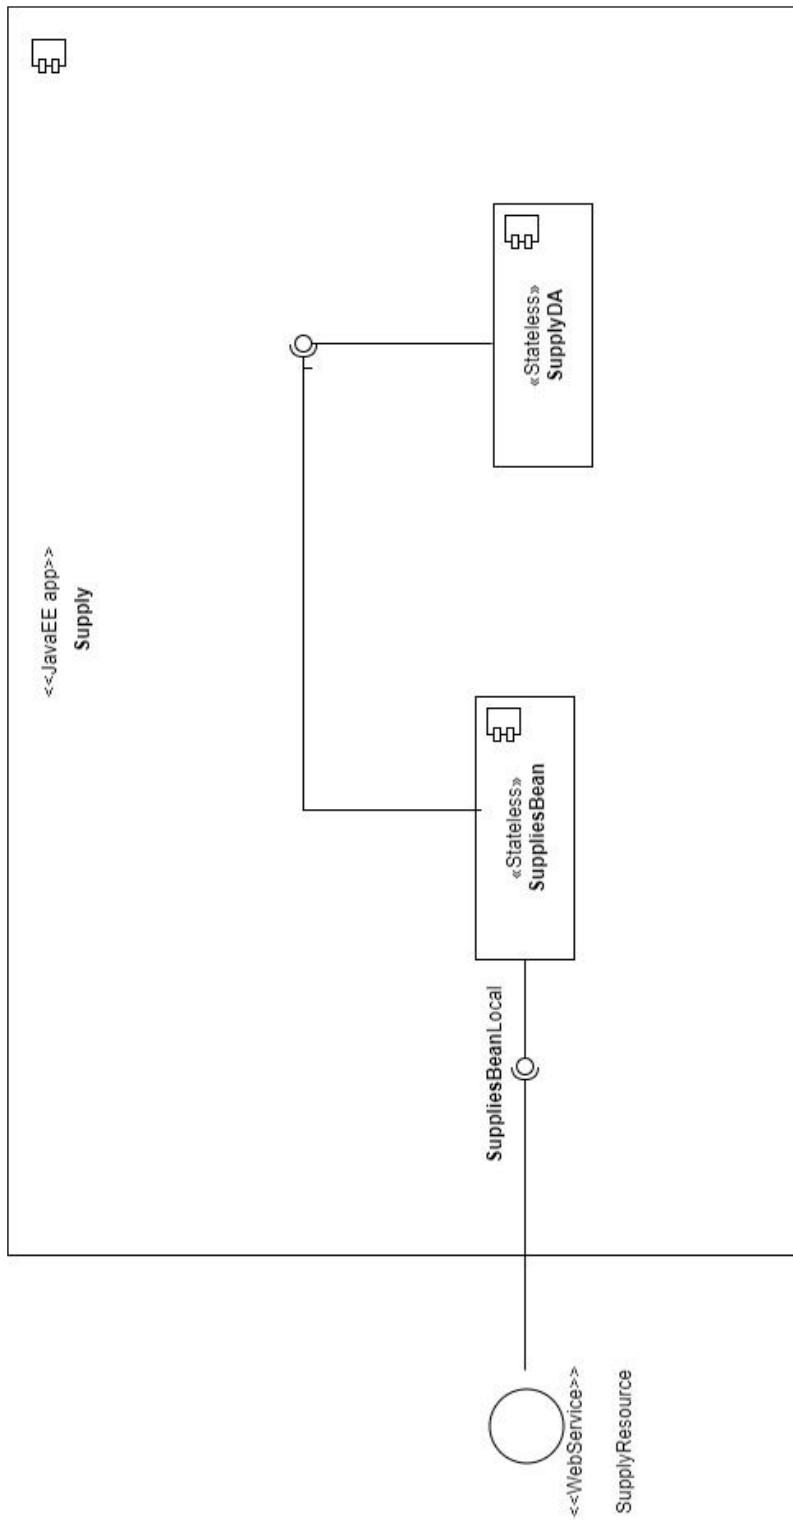 <<JavaEE app>>
Supply
«Stateless»
SupplyDA
«Stateless»
SuppliesBean
SuppliesBeanLocal
<<WebService>>
SupplyResource